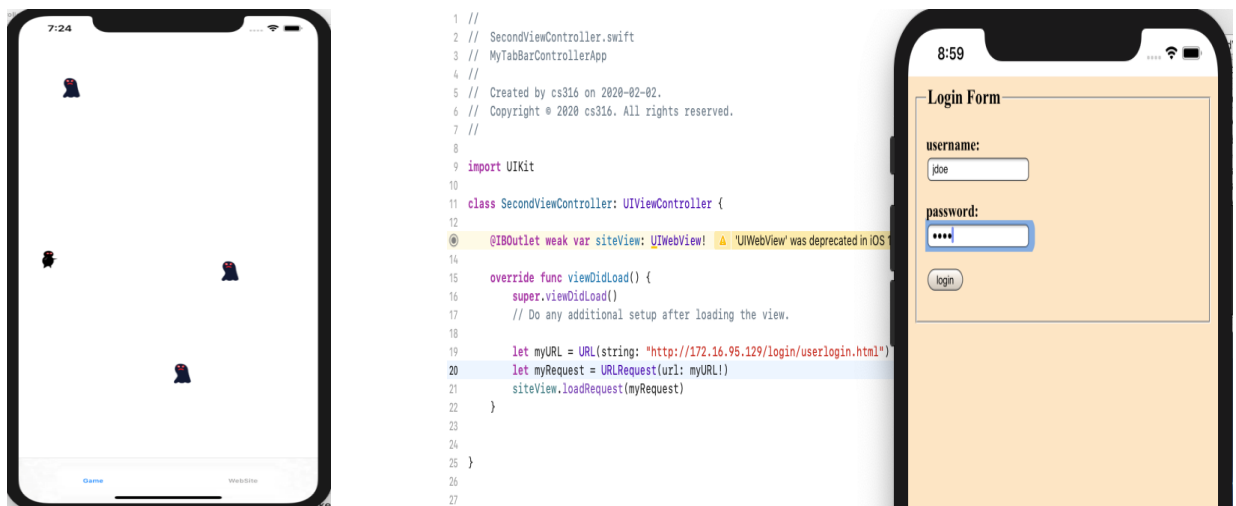 7:24
Game
WebSite
1 //
2 // SecondViewController.swift
3 // MyTabBarControllerApp
4 //
5 // Created by cs316 on 2020-02-02.
6 // Copyright © 2020 cs316. All rights reserved.
7 //
8
9 import UIKit
10
11 class SecondViewController: UIViewController {
12
@IBOutlet weak var siteView: UIWebView! 'UIWebView' was deprecated in iOS 1
14
15 override func viewDidLoad() {
16 super.viewDidLoad()
17 // Do any additional setup after loading the view.
18
19 let myURL = URL(string: "http://172.16.95.129/login/userlogin.html")
20 let myRequest = URLRequest(url: myURL!)
21 siteView.loadRequest(myRequest)
22 }
23
24
25 }
26
27
8:59
Login Form
username:
jdoe
password:
••••
login